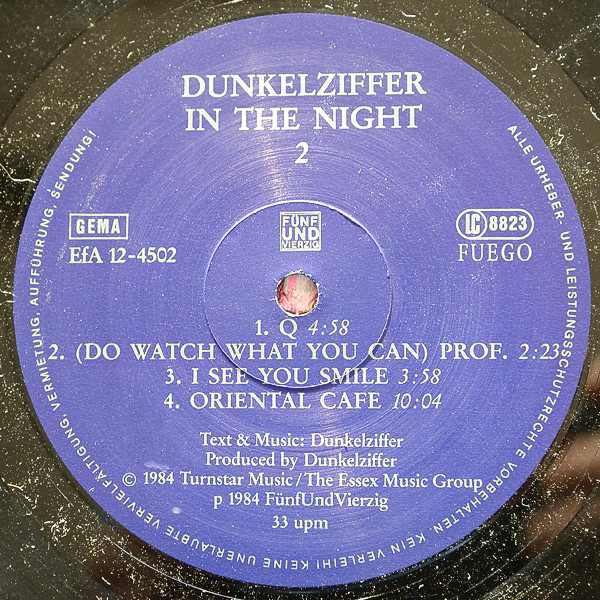 DUNKELZIFFER
IN THE NIGHT
2
GEMA
EfA 12-4502
FÜNF
UND
VIERZIG
LC 8823
FUEGO
1. Q 4:58
2. (DO WATCH WHAT YOU CAN) PROF. 2:23
3. I SEE YOU SMILE 3:58
4. ORIENTAL CAFE 10:04
Text & Music: Dunkelziffer
Produced by Dunkelziffer
© 1984 Turnstar Music / The Essex Music Group
p 1984 FünfUndVierzig
33 upm
ALLE URHEBER- UND LEISTUNGSSCHUTZRECHTE VORBEHALTEN. KEIN VERLEIH! KEINE UNERLAUBTE VERVIELFÄLTIGUNG, VERMIETUNG, AUFFÜHRUNG, SENDUNG!